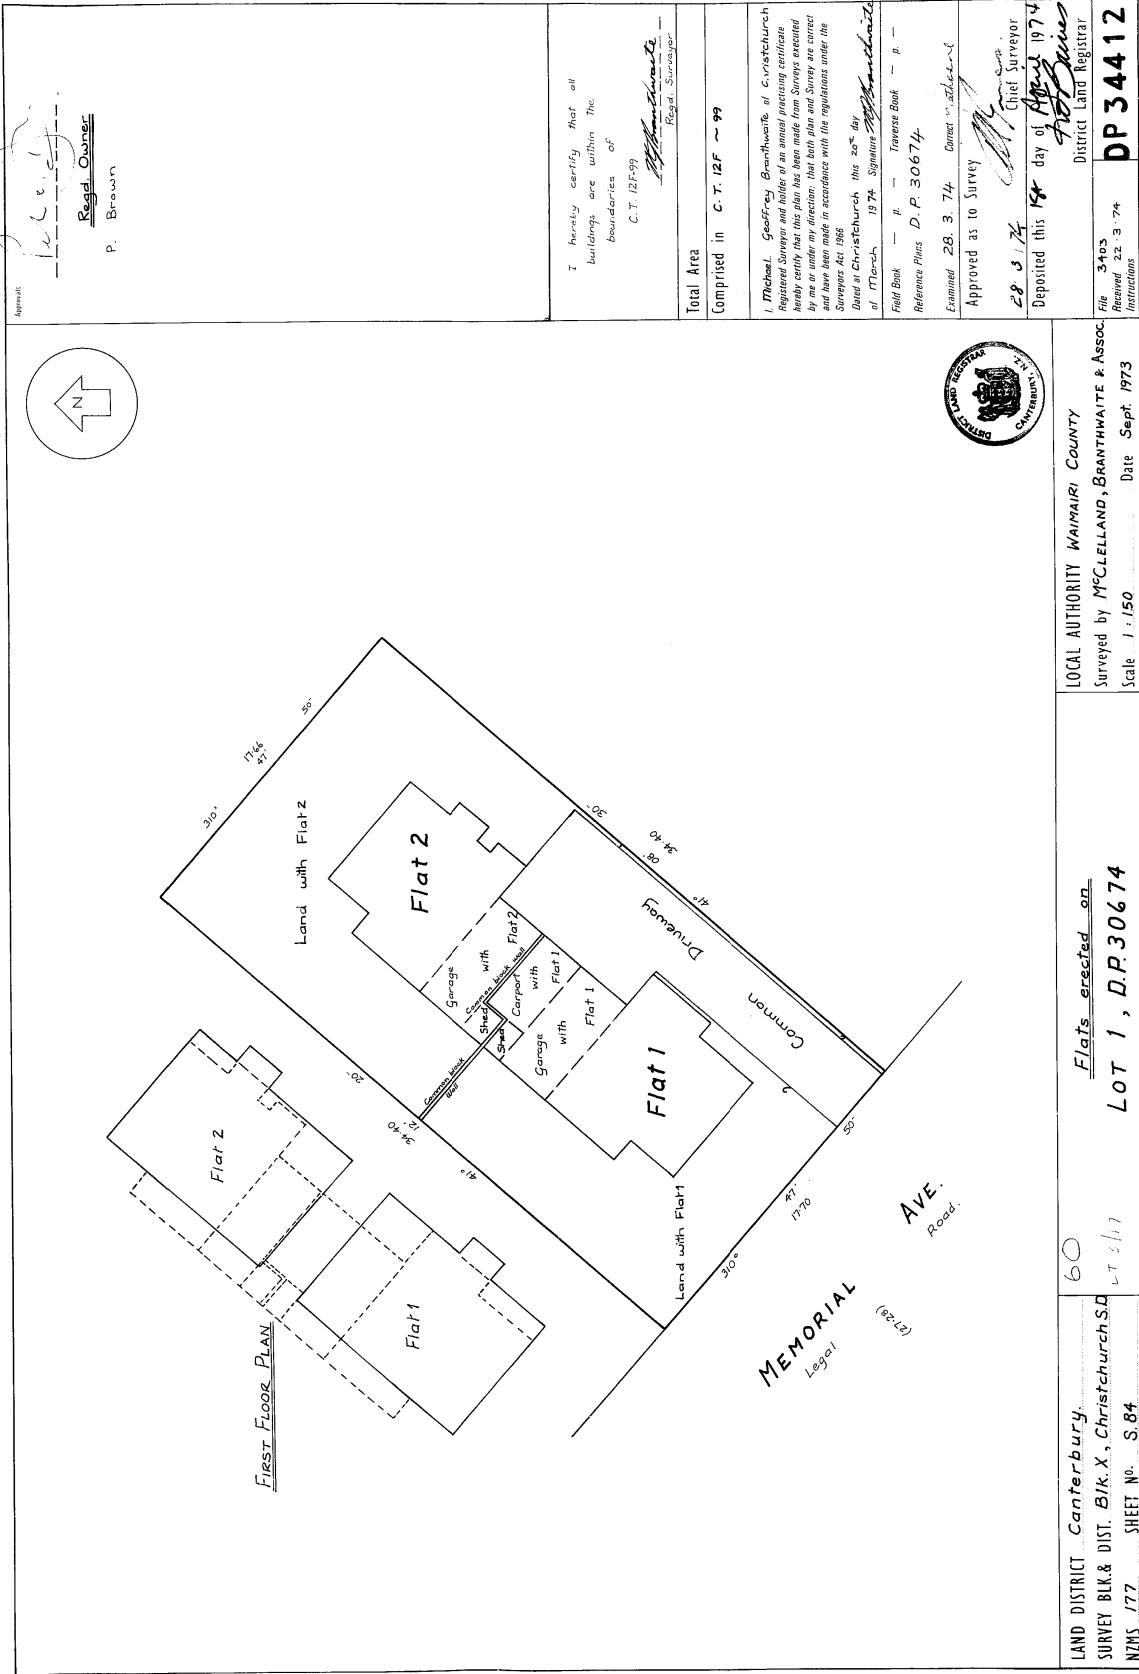 Approvals
Regd. Owner
P. Brown
I hereby certify that all
buildings are within the
boundaries of
C.T. 12F-99
Regd. Surveyor
Total Area
Comprised in C.T. 12F ~ 99
I, Michael Geoffrey Branthwaite of Christchurch
Registered Surveyor and holder of an annual practising certificate
hereby certify that this plan has been made from Surveys executed
by me or under my direction; that both plan and Survey are correct
and have been made in accordance with the regulations under the
Surveyors Act 1966
Dated at Christchurch this 20th day
of March 1974 Signature
Field Book — p. — Traverse Book — p. —
Reference Plans D.P. 30674
Examined 28.3.74 Correct
Approved as to Survey
28 3 74 Chief Surveyor
Deposited this 1st day of April 1974
District Land Registrar
File 3403
Received 22.3.74
Instructions
DP 34412
N
DISTRICT LAND REGISTRAR
CANTERBURY, N.Z.
FIRST FLOOR PLAN
Flat 1
Flat 2
310° 47' 50"
17.66
Land with Flat 2
Flat 2
Garage with Flat 2
Common block wall
Shed
Shed
Carport with Flat 1
Garage with Flat 1
Common block Wall
41° 12' 20"
34.40
Flat 1
Land with Flat 1
Common Driveway
41° 08' 30"
34.40
310° 47' 50"
17.70
MEMORIAL AVE.
Legal Road.
(27.28)
LAND DISTRICT Canterbury.
SURVEY BLK. & DIST. Blk. X, Christchurch S.D.
NZMS 177 SHEET No. S.84
60
Flats erected on
LOT 1, D.P. 30674
LOCAL AUTHORITY WAIMAIRI COUNTY
Surveyed by McCLELLAND, BRANTHWAITE & ASSOC.
Scale 1:150 Date Sept. 1973